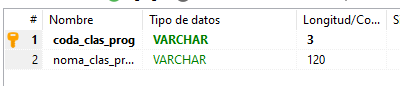 # Nombre Tipo de datos Longitud/Co... S
1 coda_clas_prog VARCHAR 3
2 noma_clas_pr... VARCHAR 120